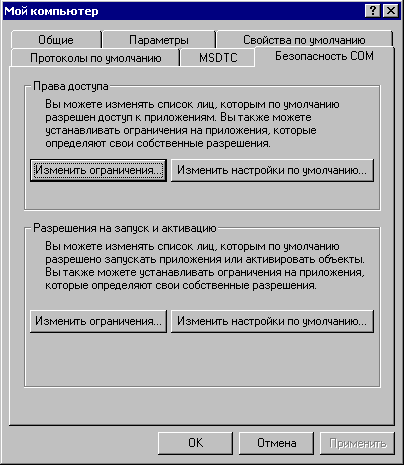 Мой компьютер
Общие Параметры Свойства по умолчанию
Протоколы по умолчанию MSDTC Безопасность COM
Права доступа
Вы можете изменять список лиц, которым по умолчанию
разрешен доступ к приложениям. Вы также можете
устанавливать ограничения на приложения, которые
определяют свои собственные разрешения.
Изменить ограничения... Изменить настройки по умолчанию...
Разрешения на запуск и активацию
Вы можете изменять список лиц, которым по умолчанию
разрешено запускать приложения или активировать объекты.
Вы также можете устанавливать ограничения на приложения,
которые определяют свои собственные разрешения.
Изменить ограничения... Изменить настройки по умолчанию...
OK Отмена Применить